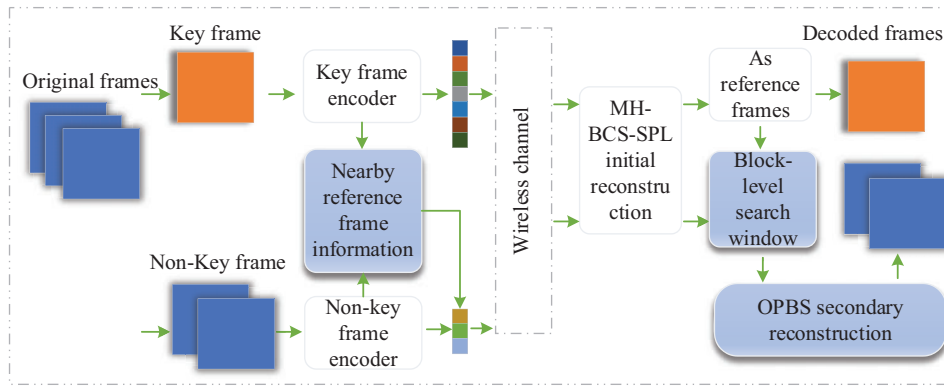 Original frames
Key frame
Key frame
encoder
Nearby
reference
frame
information
Non-Key frame
Non-key
frame
encoder
Wireless channel
MH-
BCS-SPL
initial
reconstru
ction
As
reference
frames
Decoded frames
Block-
level
search
window
OPBS secondary
reconstruction